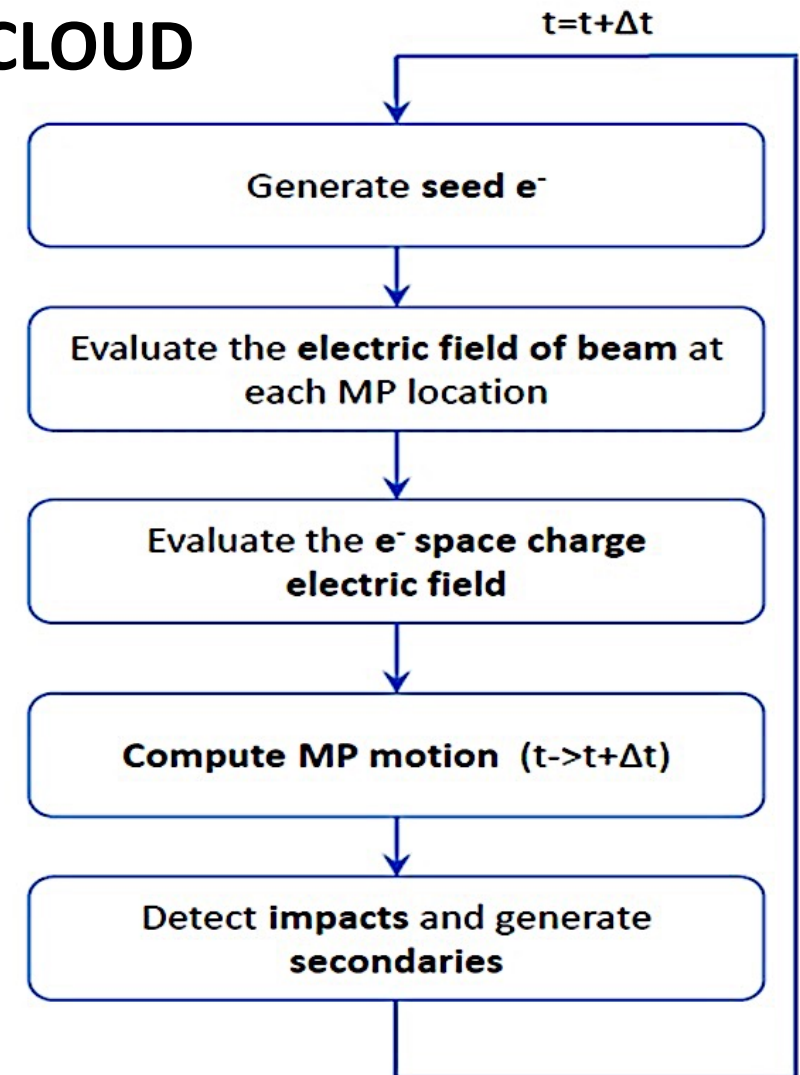 CLOUD
t=t+Δt
Generate seed e⁻
Evaluate the electric field of beam at
each MP location
Evaluate the e⁻ space charge
electric field
Compute MP motion (t->t+Δt)
Detect impacts and generate
secondaries